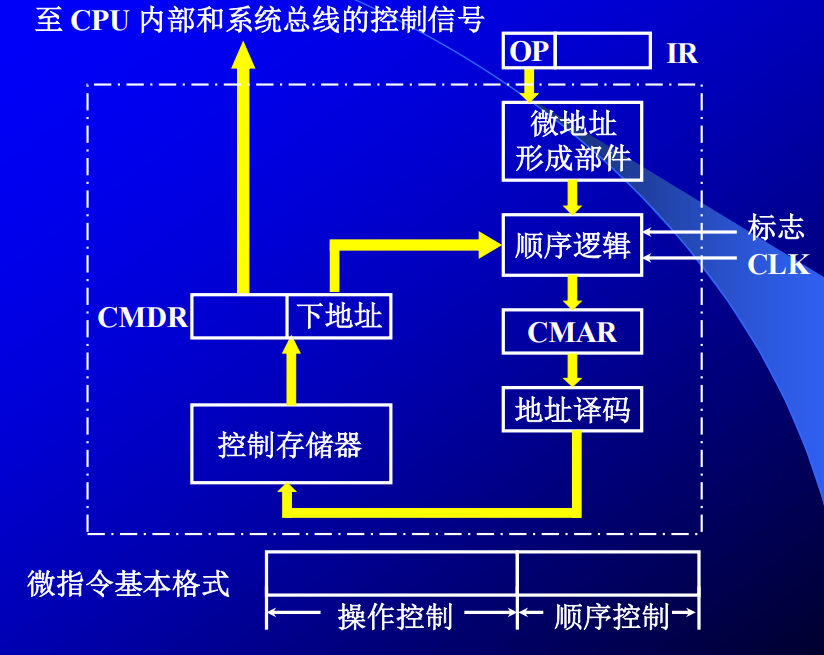 至 CPU 内部和系统总线的控制信号
OP
IR
微地址
形成部件
顺序逻辑
标志
CLK
CMDR
下地址
CMAR
地址译码
控制存储器
微指令基本格式
操作控制
顺序控制